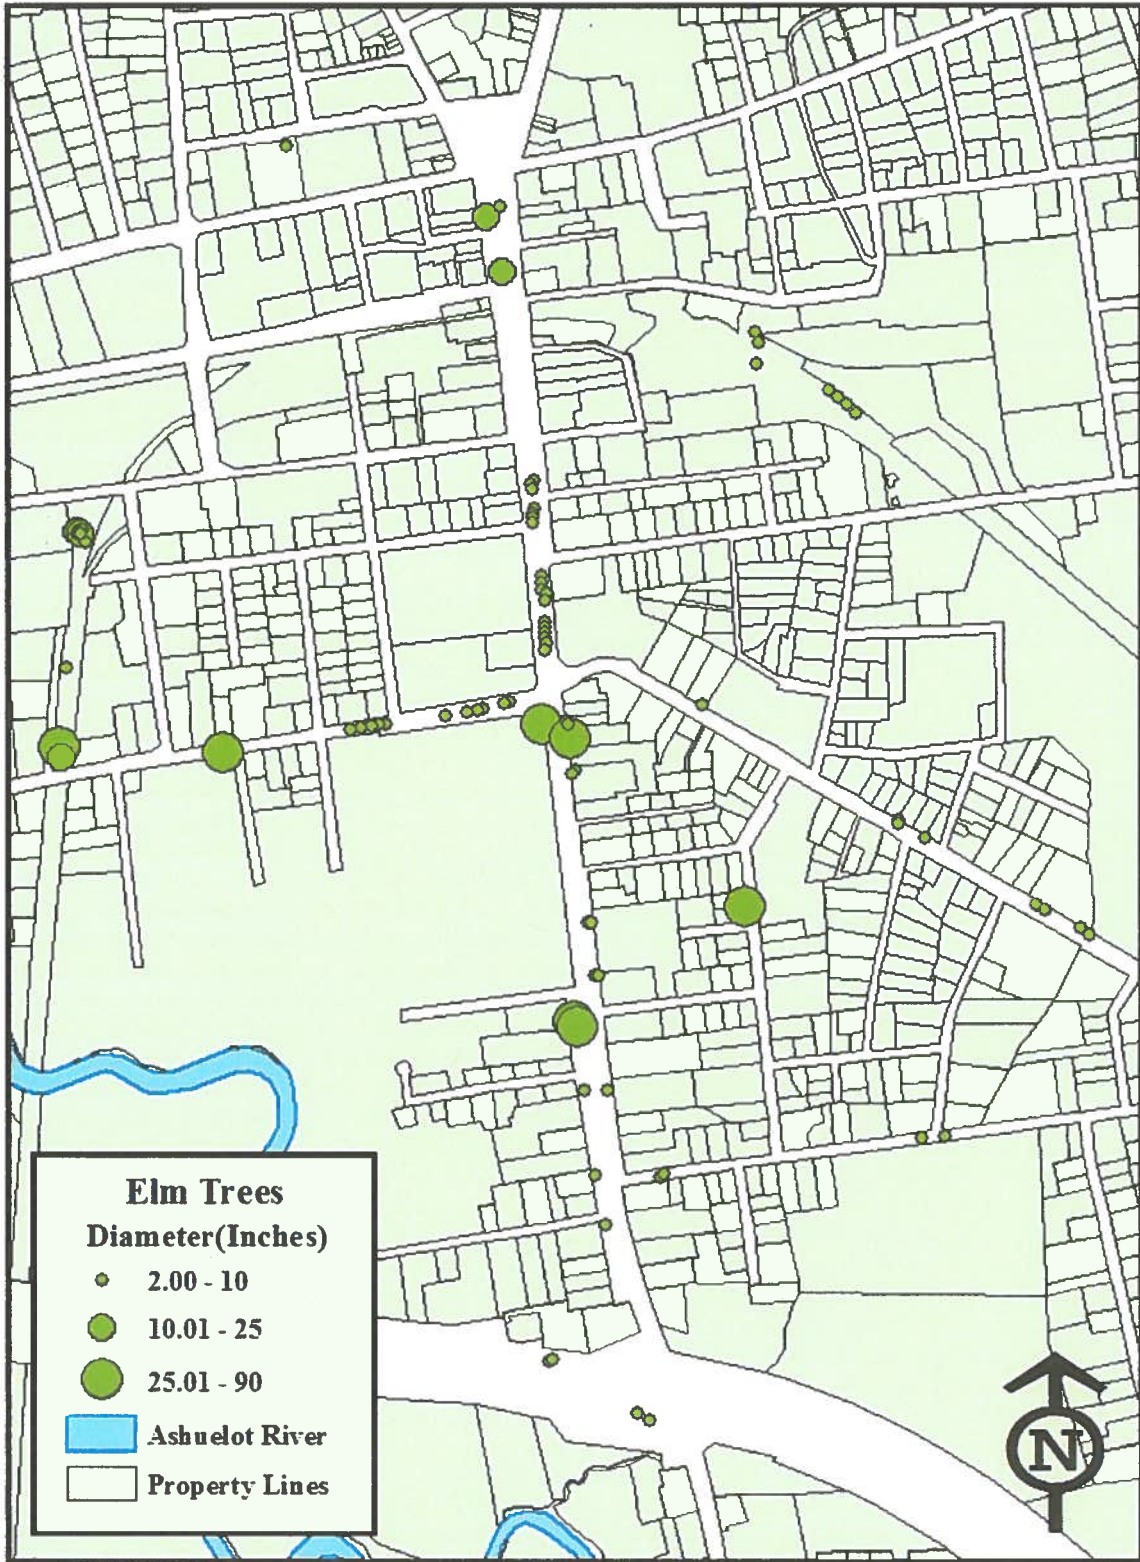 Elm Trees
Diameter(Inches)
2.00 - 10
10.01 - 25
25.01 - 90
Ashuelot River
Property Lines
N